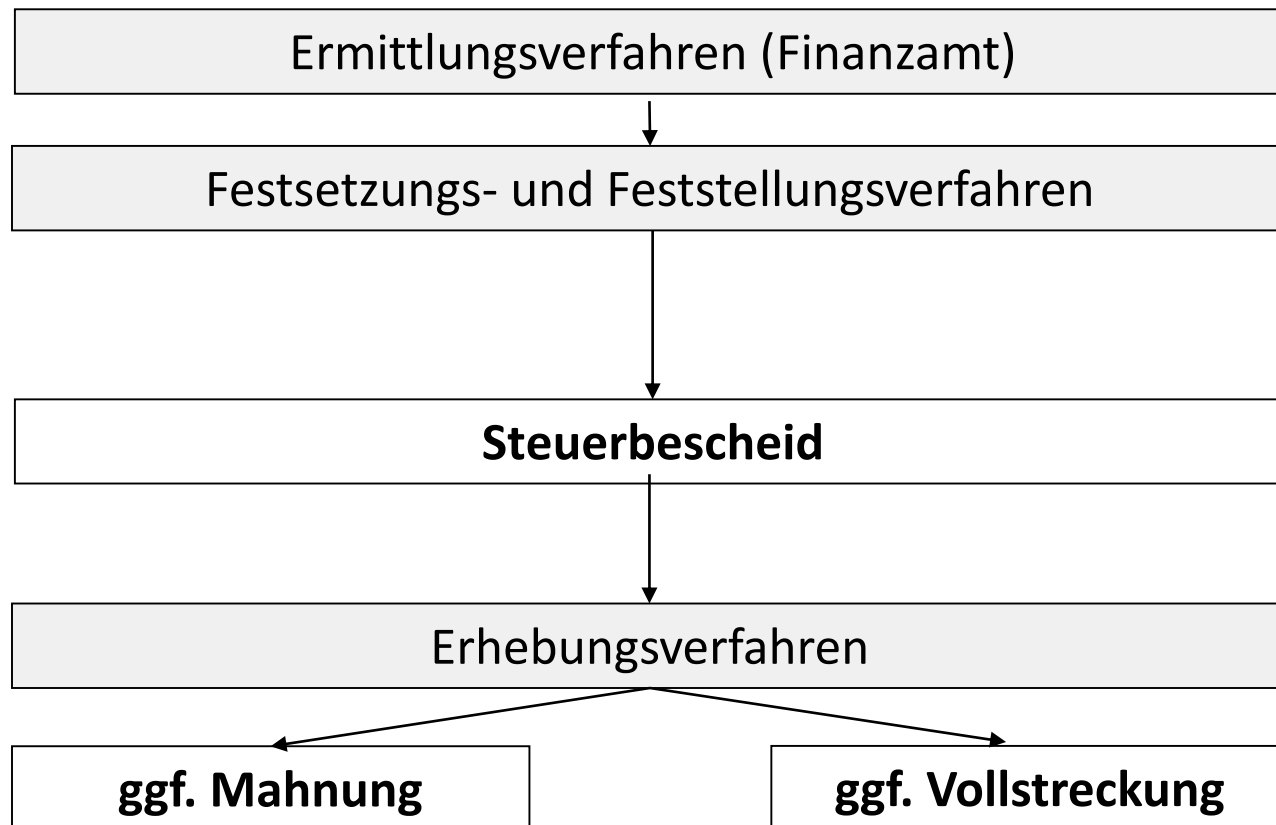 Ermittlungsverfahren (Finanzamt)
Festsetzungs- und Feststellungsverfahren
Steuerbescheid
Erhebungsverfahren
ggf. Mahnung
ggf. Vollstreckung